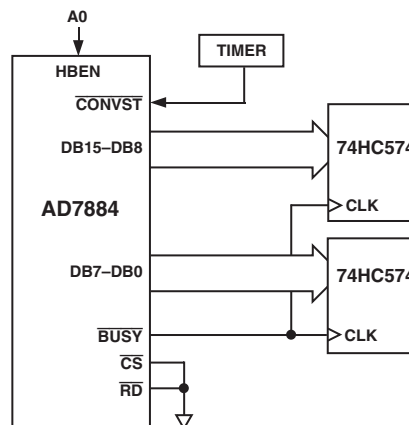 A0
TIMER
HBEN
CONVST
DB15–DB8
74HC574
AD7884
CLK
DB7–DB0
74HC574
BUSY
CLK
CS
RD